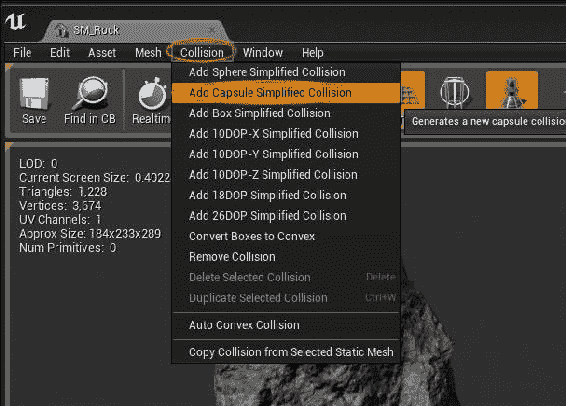 SM_Rock
File Edit Asset Mesh Collision Window Help
Save Find in CB Realtime
Add Sphere Simplified Collision
Add Capsule Simplified Collision
Add Box Simplified Collision
Add 10DOP-X Simplified Collision
Add 10DOP-Y Simplified Collision
Add 10DOP-Z Simplified Collision
Add 18DOP Simplified Collision
Add 26DOP Simplified Collision
Convert Boxes to Convex
Remove Collision
Delete Selected Collision Delete
Duplicate Selected Collision Ctrl+W
Auto Convex Collision
Copy Collision from Selected Static Mesh
Generates a new capsule collision
LOD: 0
Current Screen Size: 0.4022
Triangles: 1,228
Vertices: 3,674
UV Channels: 1
Approx Size: 184x233x289
Num Primitives: 0